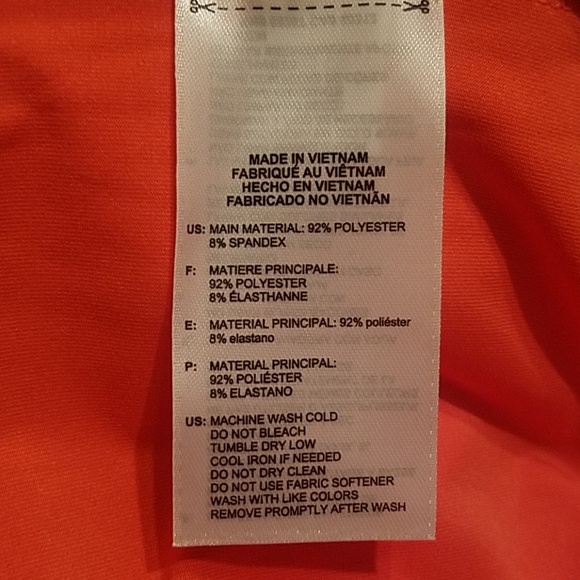 MADE IN VIETNAM
FABRIQUÉ AU VIÊTNAM
HECHO EN VIETNAM
FABRICADO NO VIETNÃN
US: MAIN MATERIAL: 92% POLYESTER
8% SPANDEX
F: MATIERE PRINCIPALE:
92% POLYESTER
8% ÉLASTHANNE
E: MATERIAL PRINCIPAL: 92% poliéster
8% elastano
P: MATERIAL PRINCIPAL:
92% POLIÉSTER
8% ELASTANO
US: MACHINE WASH COLD
DO NOT BLEACH
TUMBLE DRY LOW
COOL IRON IF NEEDED
DO NOT DRY CLEAN
DO NOT USE FABRIC SOFTENER
WASH WITH LIKE COLORS
REMOVE PROMPTLY AFTER WASH